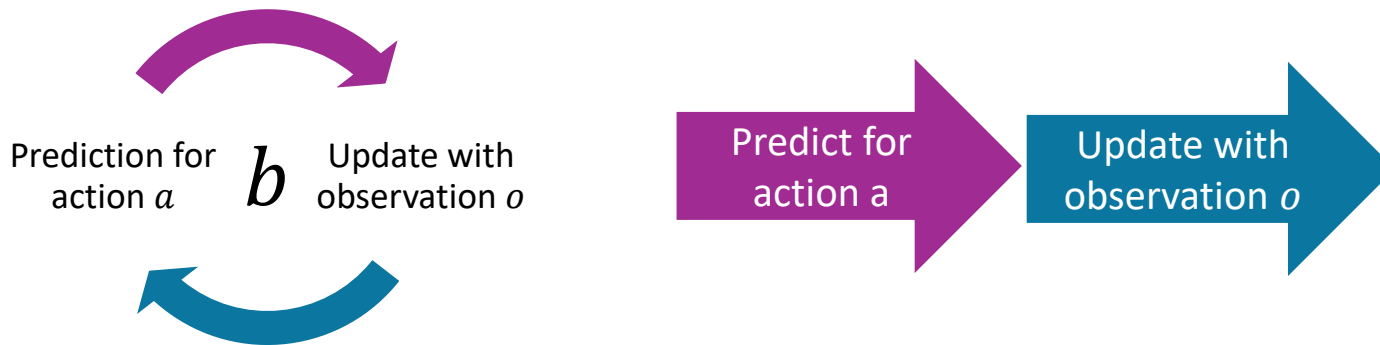 Prediction for
action 𝑎
𝑏
Update with
observation 𝑜
Predict for
action a
Update with
observation 𝑜